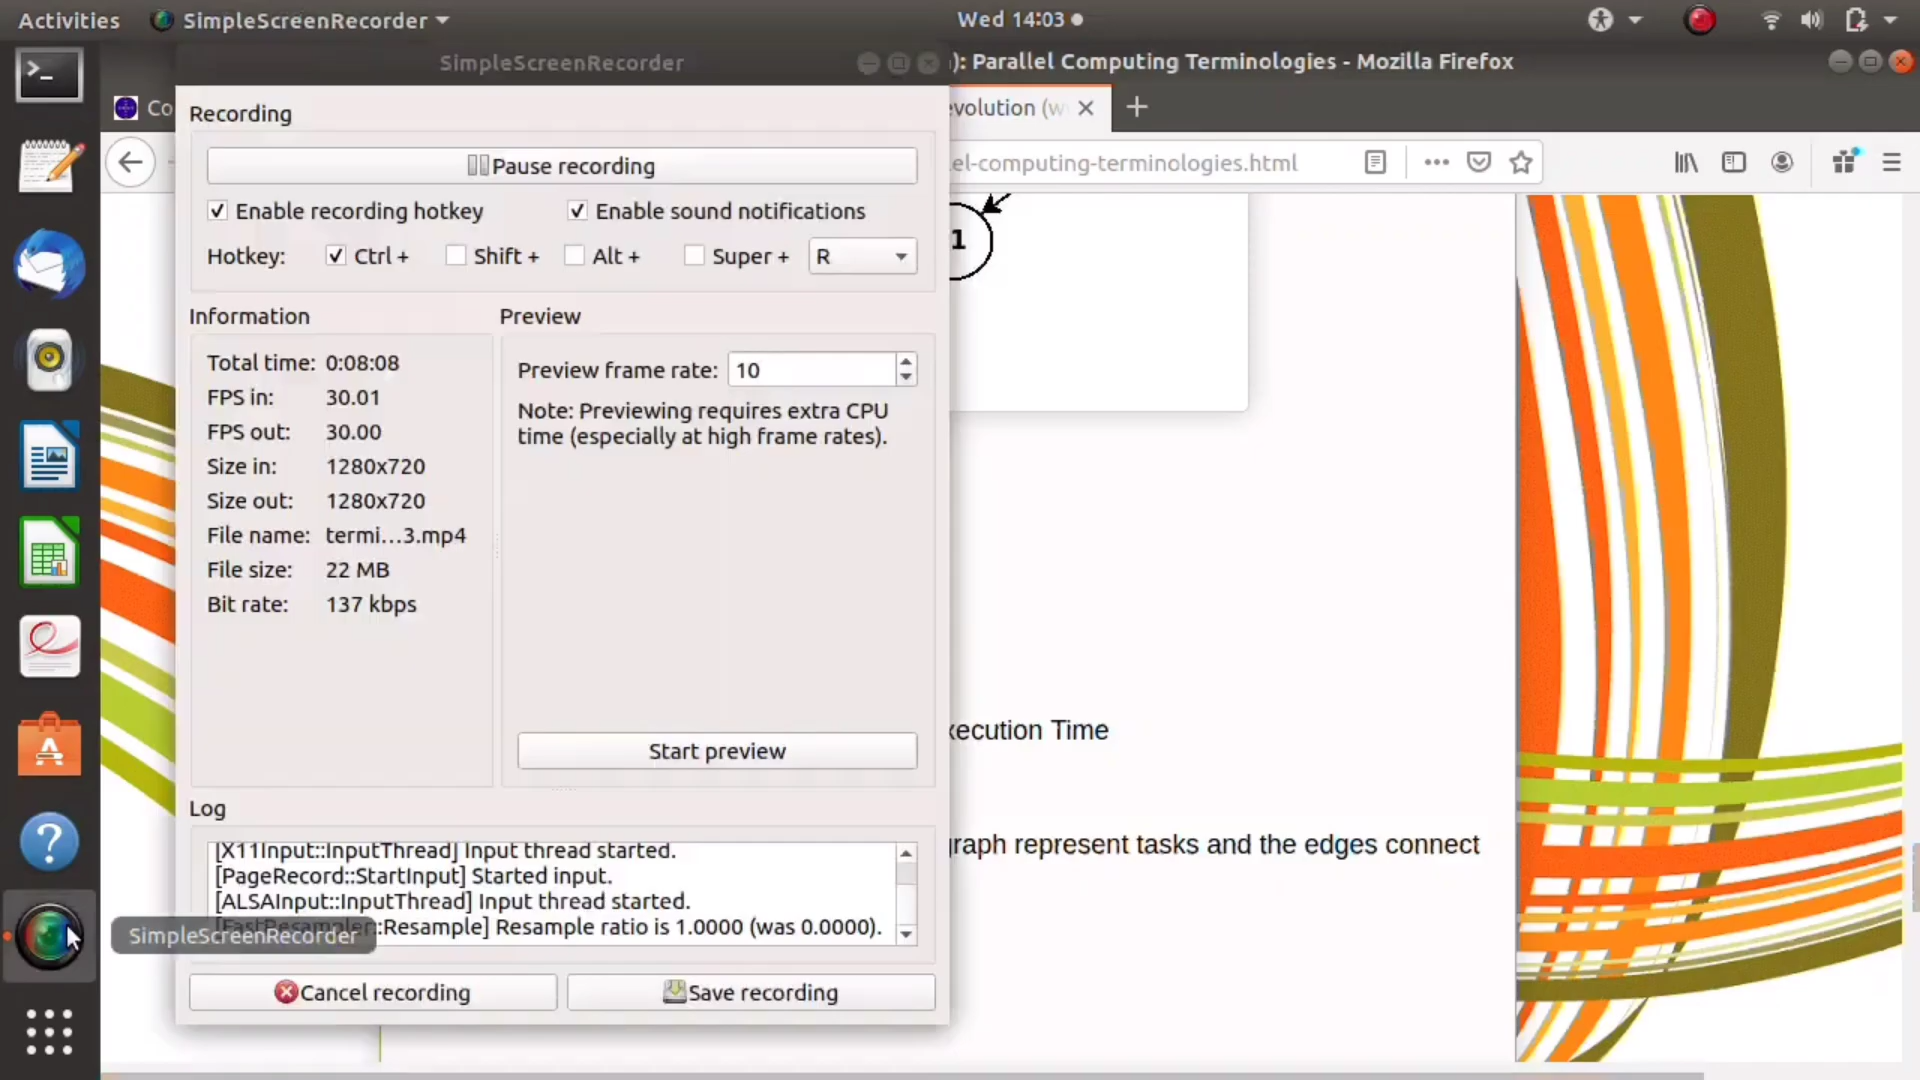 Activities
SimpleScreenRecorder
Wed 14:03
SimpleScreenRecorder
): Parallel Computing Terminologies - Mozilla Firefox
Co
evolution (w
el-computing-terminologies.html
Recording
Pause recording
Enable recording hotkey
Enable sound notifications
Hotkey: Ctrl + Shift + Alt + Super + R
1
Information
Total time: 0:08:08
FPS in: 30.01
FPS out: 30.00
Size in: 1280x720
Size out: 1280x720
File name: termi...3.mp4
File size: 22 MB
Bit rate: 137 kbps
Preview
Preview frame rate: 10
Note: Previewing requires extra CPU
time (especially at high frame rates).
Start preview
xecution Time
graph represent tasks and the edges connect
Log
[X11Input::InputThread] Input thread started.
[PageRecord::StartInput] Started input.
[ALSAInput::InputThread] Input thread started.
[FastResampler::Resample] Resample ratio is 1.0000 (was 0.0000).
SimpleScreenRecorder
Cancel recording
Save recording